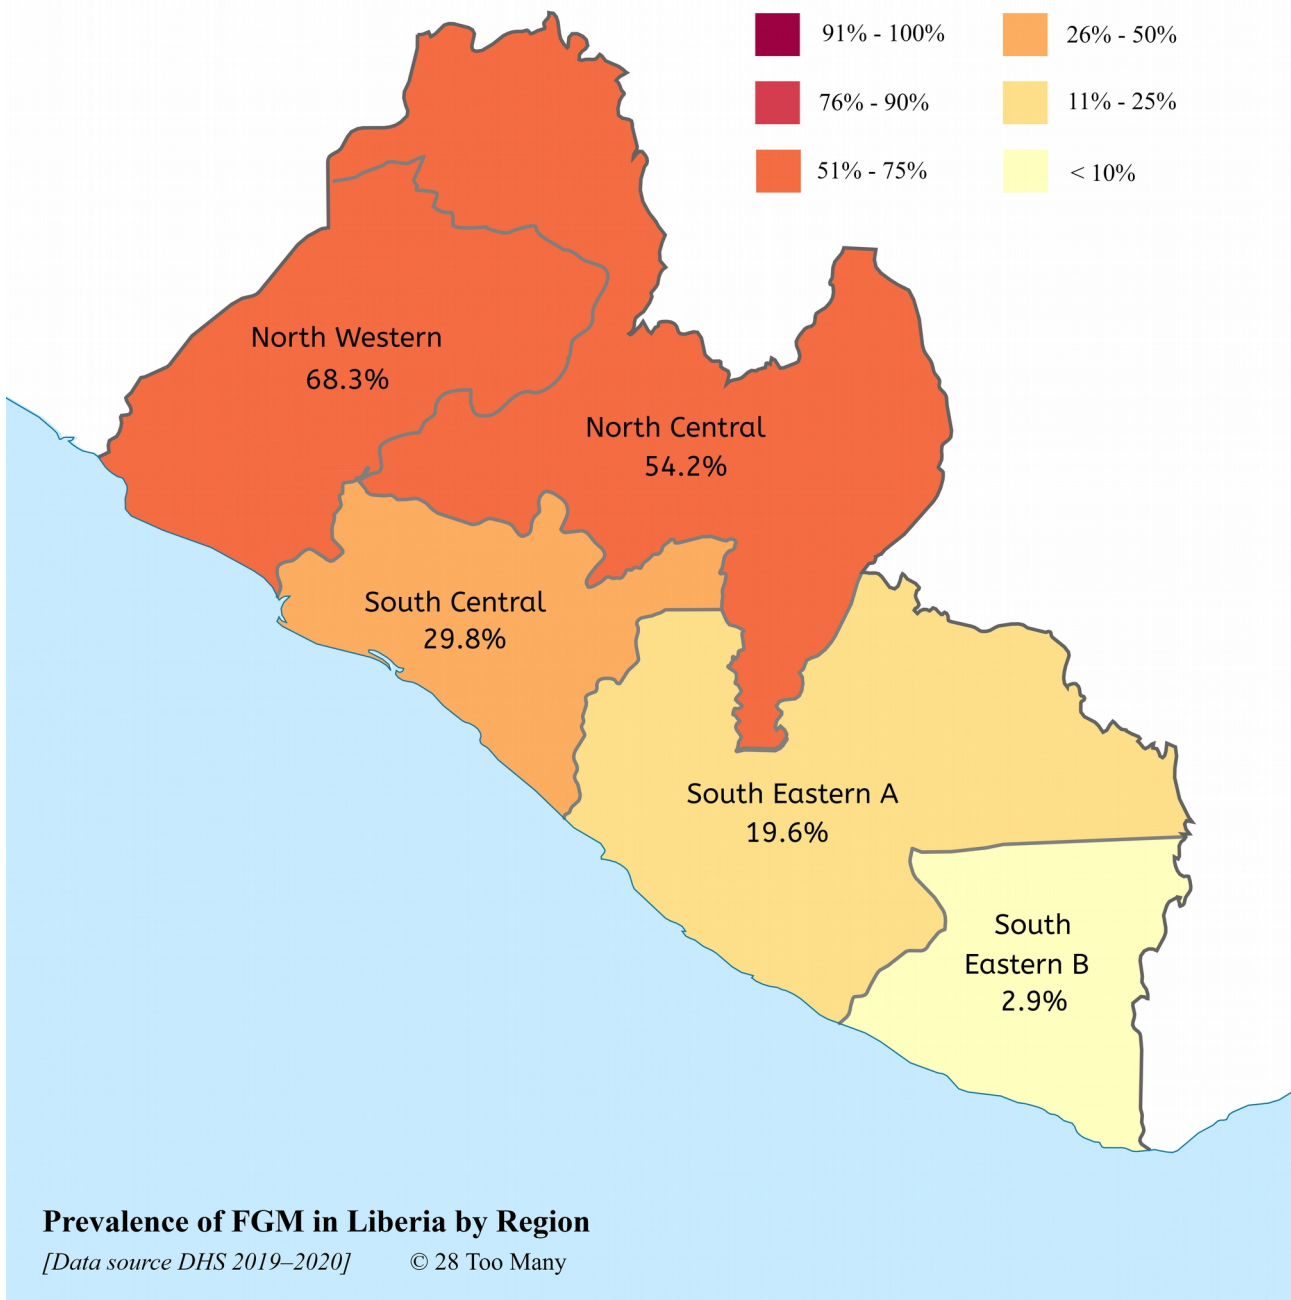 91% - 100%
26% - 50%
76% - 90%
11% - 25%
51% - 75%
< 10%
North Western
68.3%
North Central
54.2%
South Central
29.8%
South Eastern A
19.6%
South
Eastern B
2.9%
Prevalence of FGM in Liberia by Region
[Data source DHS 2019–2020] © 28 Too Many